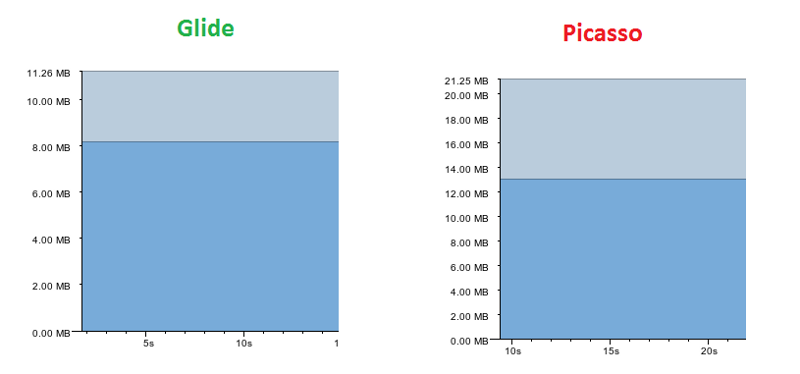 Glide
11.26 MB
10.00 MB
8.00 MB
6.00 MB
4.00 MB
2.00 MB
0.00 MB
5s
10s
1
Picasso
21.25 MB
20.00 MB
18.00 MB
16.00 MB
14.00 MB
12.00 MB
10.00 MB
8.00 MB
6.00 MB
4.00 MB
2.00 MB
0.00 MB
10s
15s
20s